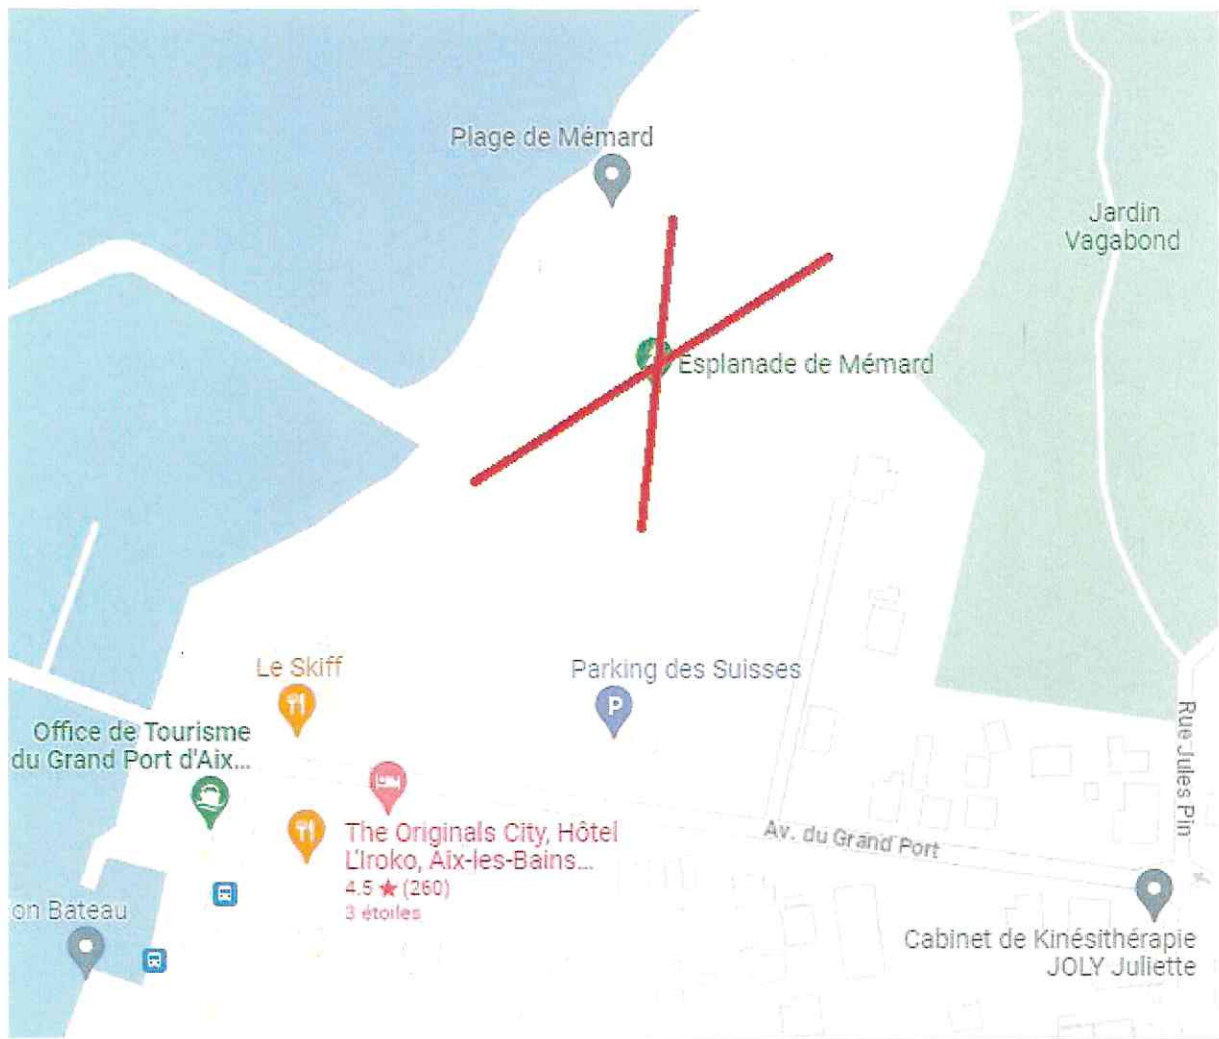 Plage de Mémard
Jardin
Vagabond
Esplanade de Mémard
Le Skiff
Parking des Suisses
P
Office de Tourisme
du Grand Port d'Aix...
The Originals City, Hôtel
L'Iroko, Aix-les-Bains...
4.5 ★ (260)
3 étoiles
Av. du Grand Port
Rue Jules Pin
on Bateau
Cabinet de Kinésithérapie
JOLY Juliette